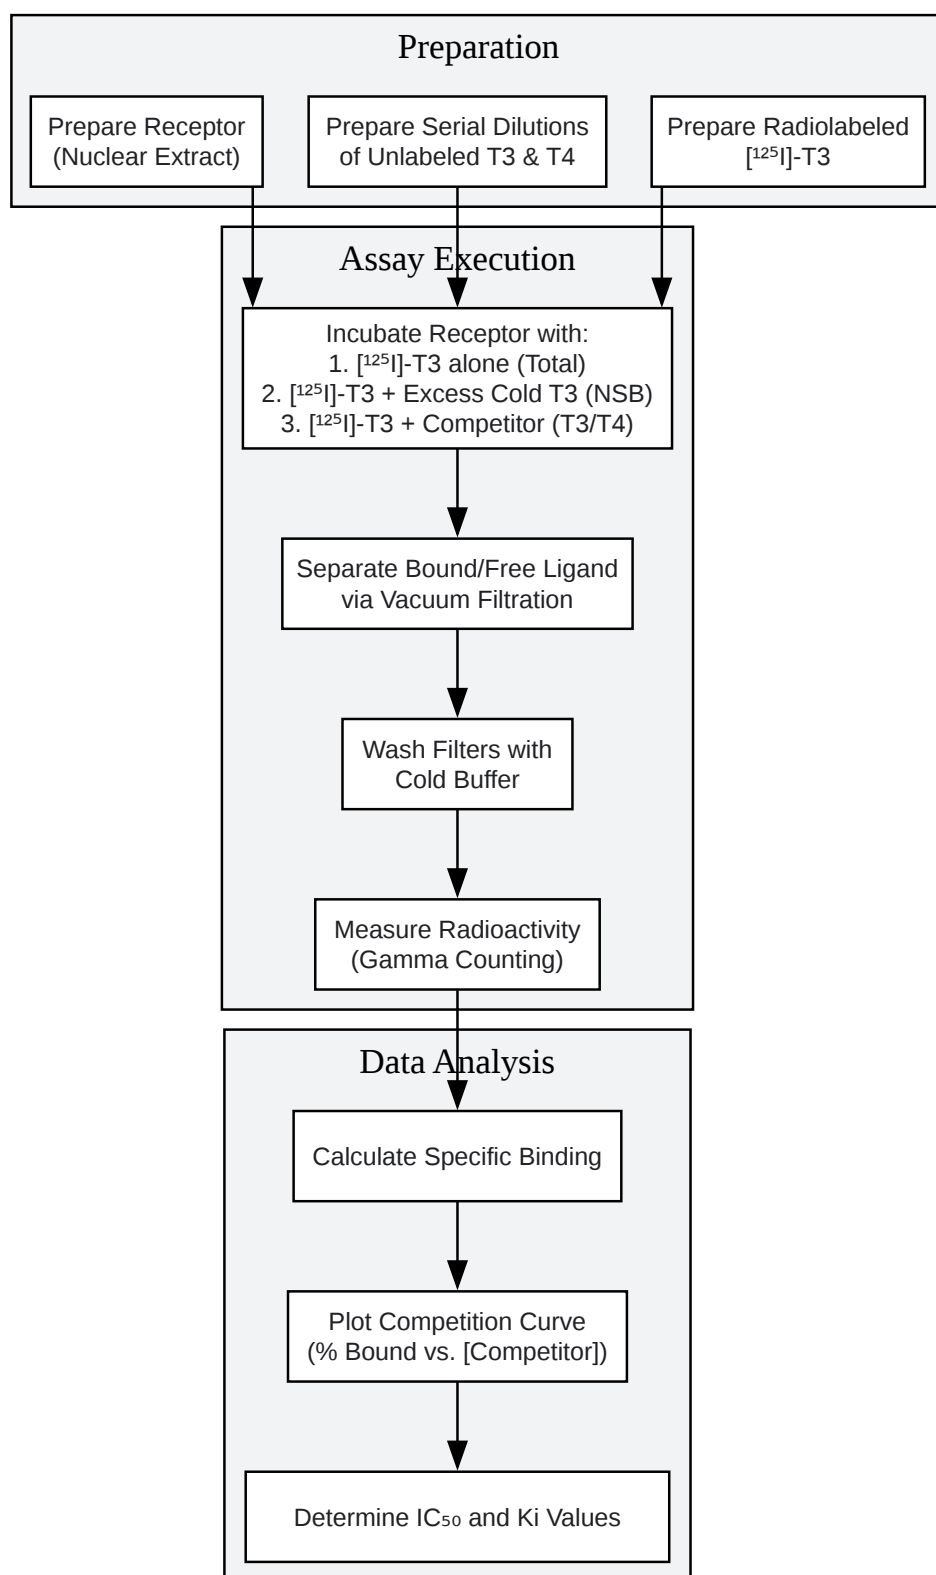 Preparation
Prepare Receptor
(Nuclear Extract)
Prepare Serial Dilutions
of Unlabeled T3 & T4
Prepare Radiolabeled
[¹²⁵I]-T3
Assay Execution
Incubate Receptor with:
1. [¹²⁵I]-T3 alone (Total)
2. [¹²⁵I]-T3 + Excess Cold T3 (NSB)
3. [¹²⁵I]-T3 + Competitor (T3/T4)
Separate Bound/Free Ligand
via Vacuum Filtration
Wash Filters with
Cold Buffer
Measure Radioactivity
(Gamma Counting)
Data Analysis
Calculate Specific Binding
Plot Competition Curve
(% Bound vs. [Competitor])
Determine IC₅₀ and Ki Values